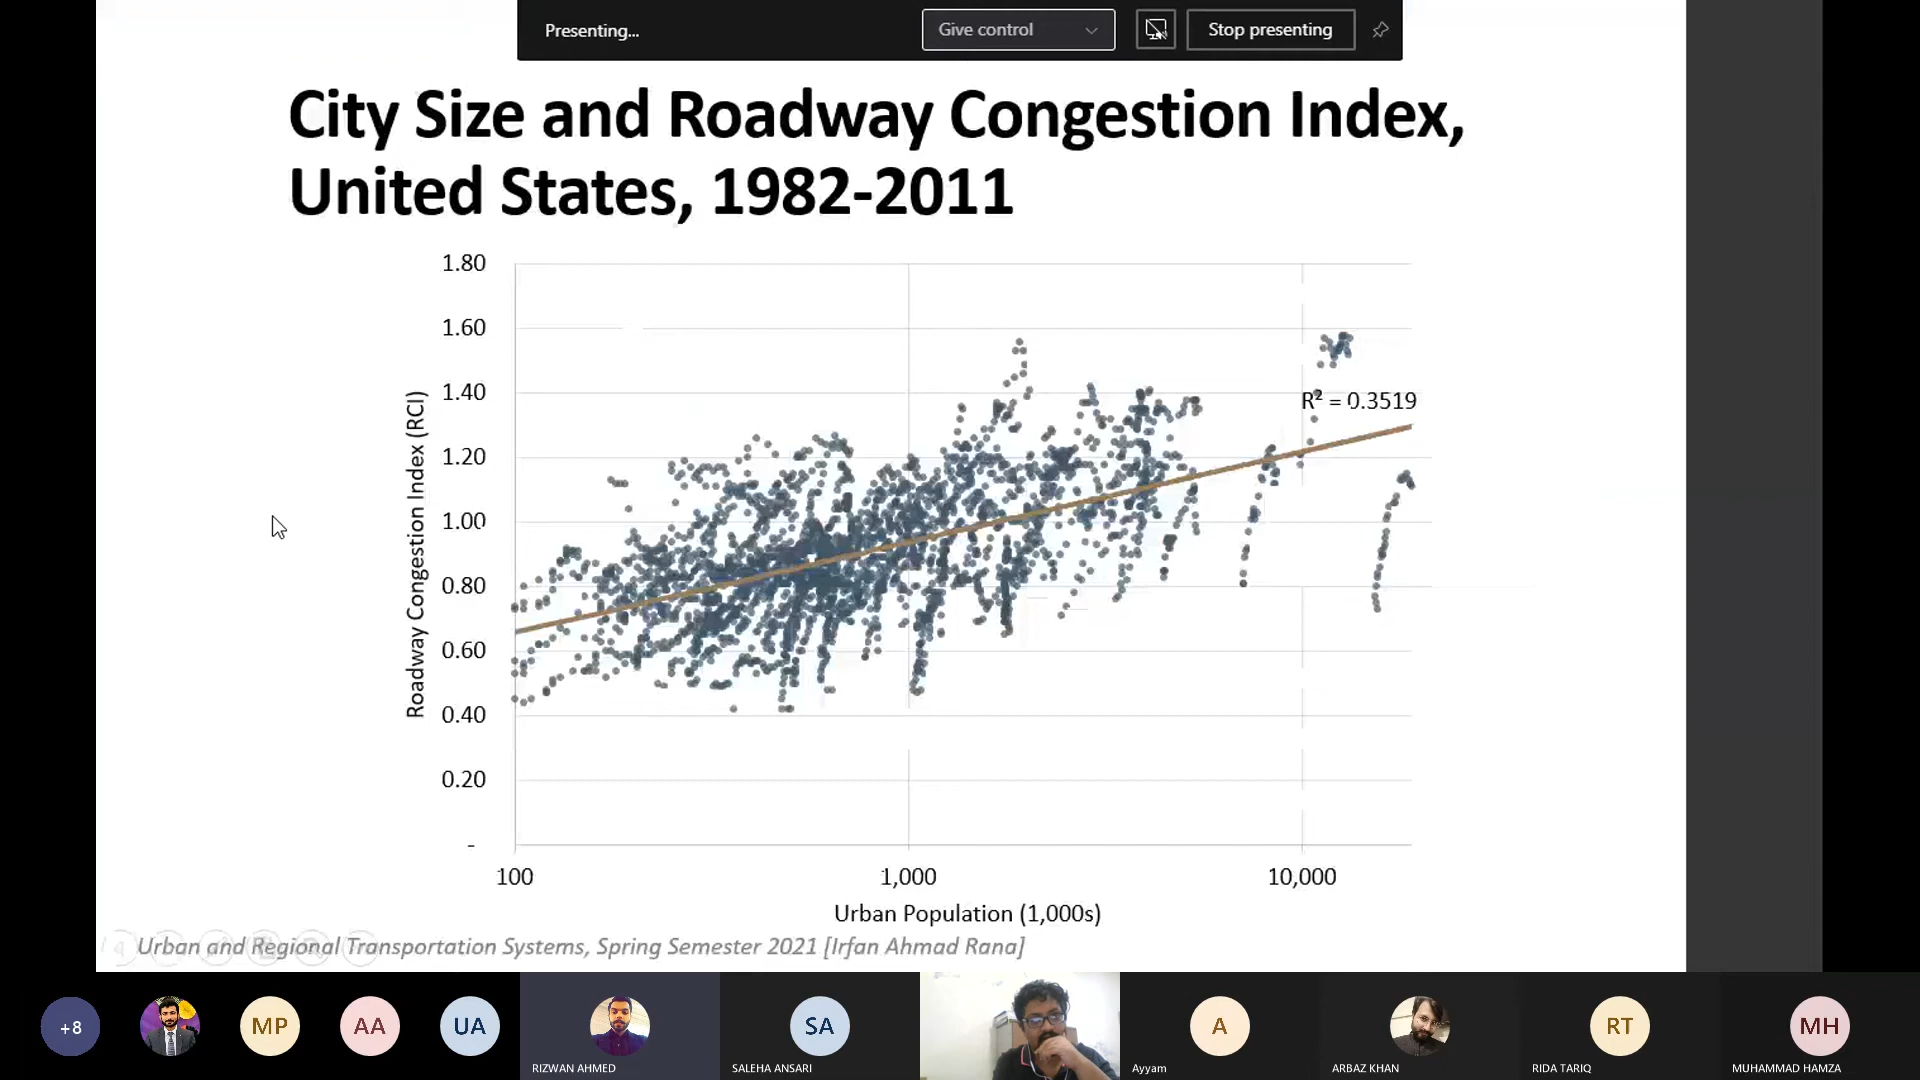 Presenting...
Give control
Stop presenting
City Size and Roadway Congestion Index,
United States, 1982-2011
1.80
1.60
1.40
1.20
1.00
0.80
0.60
0.40
0.20
-
Roadway Congestion Index (RCI)
R² = 0.3519
100
1,000
10,000
Urban Population (1,000s)
Urban and Regional Transportation Systems, Spring Semester 2021 [Irfan Ahmad Rana]
+8
MP
AA
UA
RIZWAN AHMED
SA
SALEHA ANSARI
A
Ayyam
ARBAZ KHAN
RT
RIDA TARIQ
MH
MUHAMMAD HAMZA